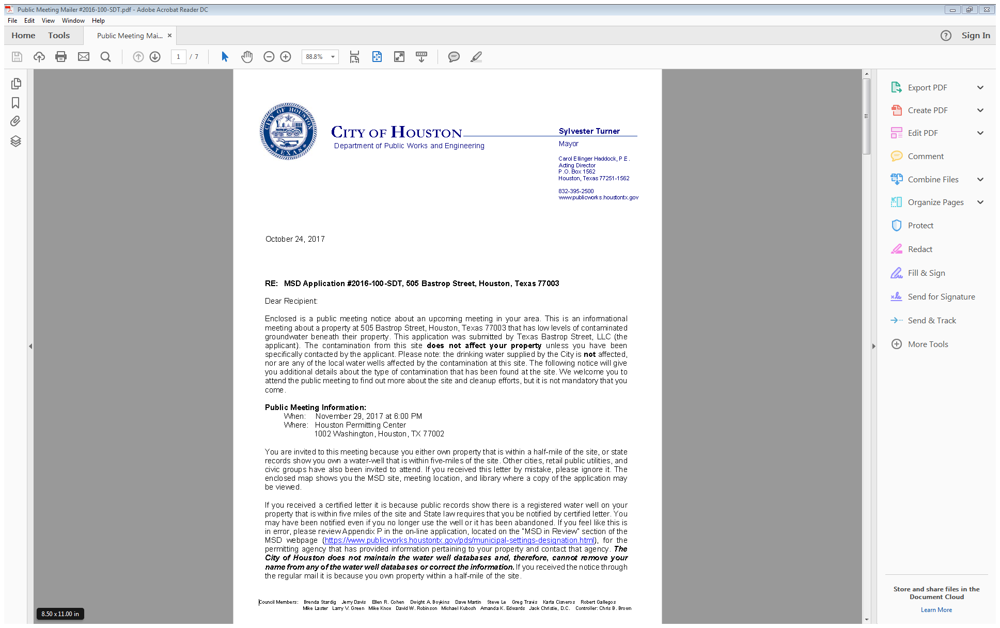 Public Meeting Mailer #2016-100-SDT.pdf - Adobe Acrobat Reader DC
File Edit View Window Help
Home Tools Public Meeting Mai... × ? Sign In
1 / 7 88.8%
Export PDF
Create PDF
Edit PDF
Comment
Combine Files
Organize Pages
Protect
Redact
Fill & Sign
Send for Signature
Send & Track
More Tools
Store and share files in the
Document Cloud
Learn More
CITY OF HOUSTON
TEXAS
CITY OF HOUSTON
Department of Public Works and Engineering
Sylvester Turner
Mayor
Carol Ellinger Haddock, P.E.
Acting Director
P.O. Box 1562
Houston, Texas 77251-1562
832-395-2500
www.publicworks.houstontx.gov
October 24, 2017
RE: MSD Application #2016-100-SDT, 505 Bastrop Street, Houston, Texas 77003
Dear Recipient:
Enclosed is a public meeting notice about an upcoming meeting in your area. This is an informational
meeting about a property at 505 Bastrop Street, Houston, Texas 77003 that has low levels of contaminated
groundwater beneath their property. This application was submitted by Texas Bastrop Street, LLC (the
applicant). The contamination from this site does not affect your property unless you have been
specifically contacted by the applicant. Please note: the drinking water supplied by the City is not affected,
nor are any of the local water wells affected by the contamination at this site. The following notice will give
you additional details about the type of contamination that has been found at the site. We welcome you to
attend the public meeting to find out more about the site and cleanup efforts, but it is not mandatory that you
come.
Public Meeting Information:
When: November 29, 2017 at 6:00 PM
Where: Houston Permitting Center
1002 Washington, Houston, TX 77002
You are invited to this meeting because you either own property that is within a half-mile of the site, or state
records show you own a water-well that is within five-miles of the site. Other cities, retail public utilities, and
civic groups have also been invited to attend. If you received this letter by mistake, please ignore it. The
enclosed map shows you the MSD site, meeting location, and library where a copy of the application may
be viewed.
If you received a certified letter it is because public records show there is a registered water well on your
property that is within five miles of the site and State law requires that you be notified by certified letter. You
may have been notified even if you no longer use the well or it has been abandoned. If you feel like this is
in error, please review Appendix P in the on-line application, located on the "MSD in Review" section of the
MSD webpage (https://www.publicworks.houstontx.gov/pds/municipal-settings-designation.html), for the
permitting agency that has provided information pertaining to your property and contact that agency. The
City of Houston does not maintain the water well databases and, therefore, cannot remove your
name from any of the water well databases or correct the information. If you received the notice through
the regular mail it is because you own property within a half-mile of the site.
Council Members: Brenda Stardig Jerry Davis Ellen R. Cohen Dwight A. Boykins Dave Martin Steve Le Greg Travis Karla Cisneros Robert Gallegos
Mike Laster Larry V. Green Mike Knox David W. Robinson Michael Kubosh Amanda K. Edwards Jack Christie, D.C. Controller: Chris B. Brown
8.50 x 11.00 in